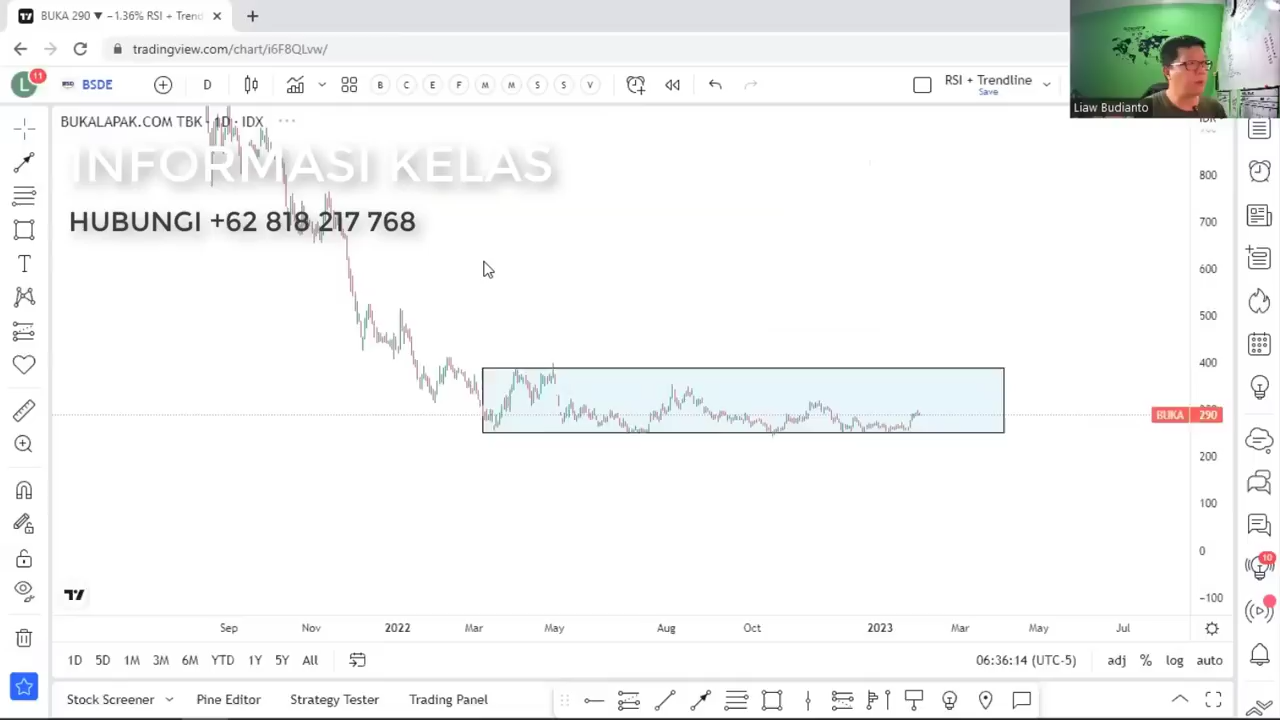 BUKA 290 ▼ −1.36% RSI + Trend
tradingview.com/chart/i6F8QLvw/
L
11
BSDE
D
B C E F M M S S V
RSI + Trendline
Save
Liaw Budianto
BUKALAPAK.COM TBK · 1D · IDX
INFORMASI KELAS
HUBUNGI +62 818 217 768
800
700
600
500
400
BUKA 290
200
100
0
−100
10
Sep Nov 2022 Mar May Aug Oct 2023 Mar May Jul
1D 5D 1M 3M 6M YTD 1Y 5Y All
06:36:14 (UTC-5) adj % log auto
Stock Screener Pine Editor Strategy Tester Trading Panel